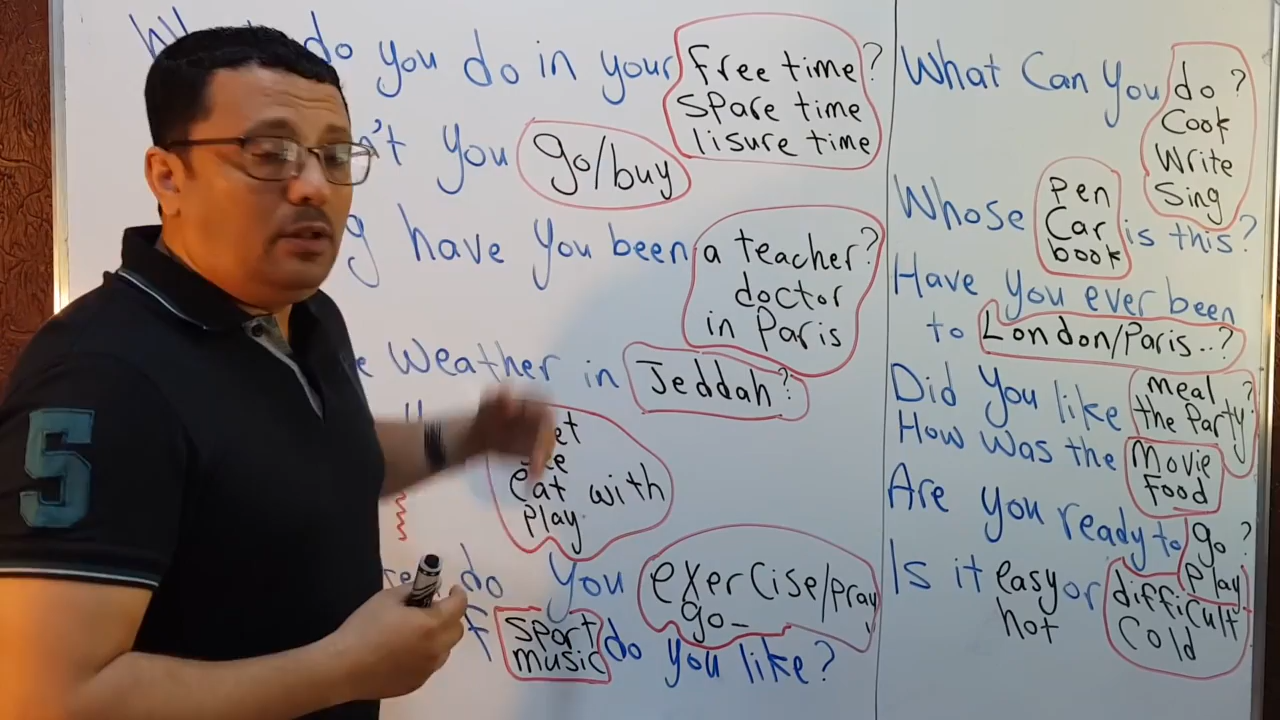 do you do in your free time?
spare time
lisure time
't you go/buy
have you been a teacher?
doctor
in Paris
Weather in Jeddah?
eat with
play
do you exercise/pray
go-
sport
music
do you like?
What Can You do?
Cook
Write
Sing
Whose pen is this?
Car
book
Have you ever been
to London/Paris..?
Did You like meal
the Party?
How Was the Movie
food
Are you ready to go?
play
Is it easy or difficult
hot
Cold
5